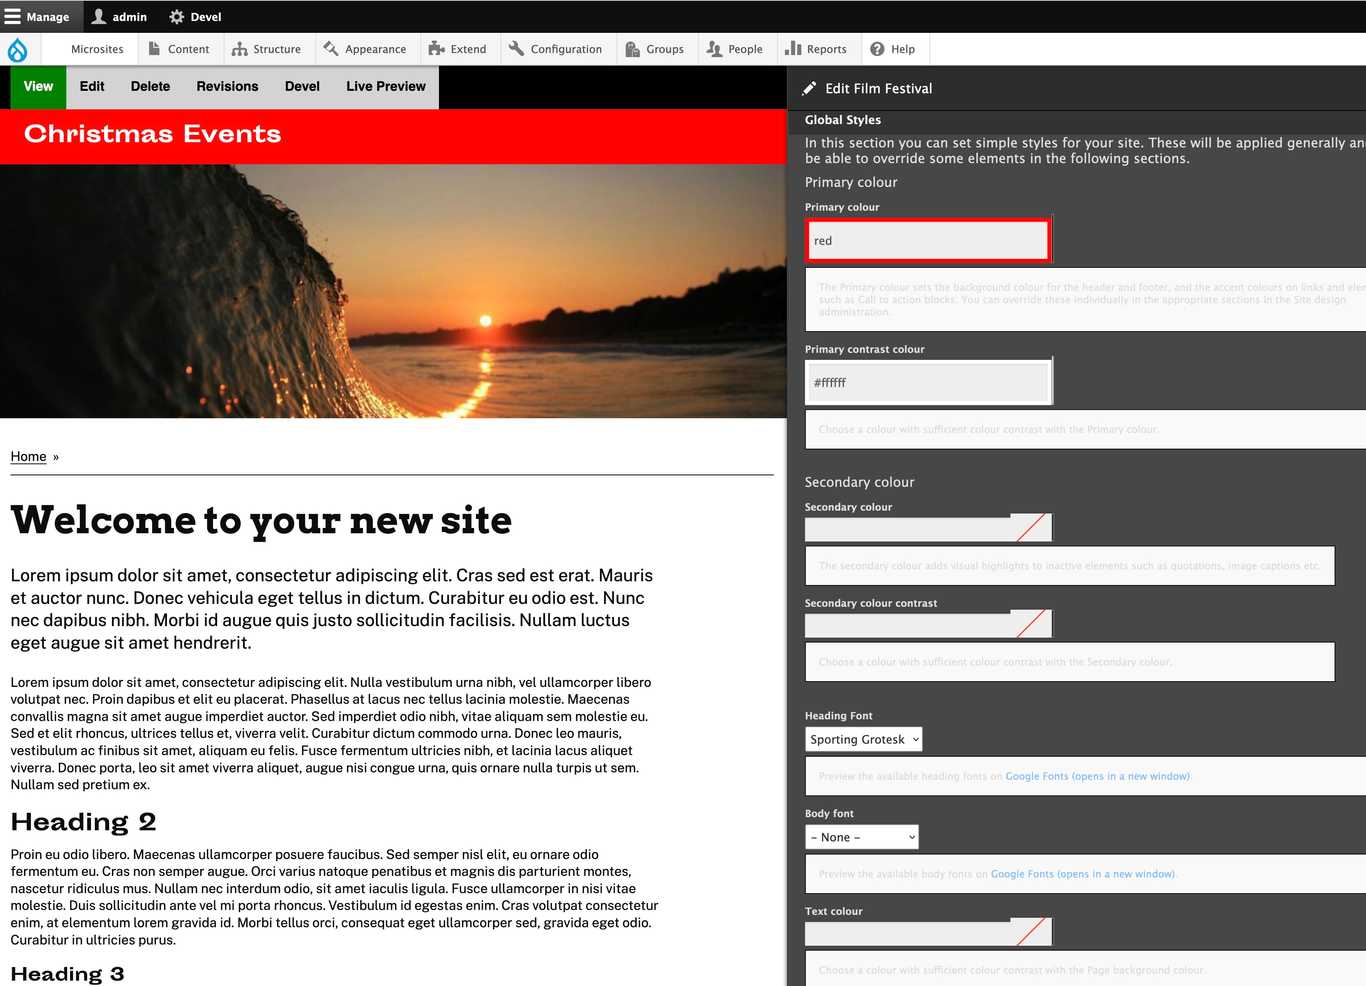 Manage
admin
Devel
Microsites
Content
Structure
Appearance
Extend
Configuration
Groups
People
Reports
Help
View
Edit
Delete
Revisions
Devel
Live Preview
Christmas Events
Home »
Welcome to your new site
Lorem ipsum dolor sit amet, consectetur adipiscing elit. Cras sed est erat. Mauris
et auctor nunc. Donec vehicula eget tellus in dictum. Curabitur eu odio est. Nunc
nec dapibus nibh. Morbi id augue quis justo sollicitudin facilisis. Nullam luctus
eget augue sit amet hendrerit.
Lorem ipsum dolor sit amet, consectetur adipiscing elit. Nulla vestibulum urna nibh, vel ullamcorper libero
volutpat nec. Proin dapibus et elit eu placerat. Phasellus at lacus nec tellus lacinia molestie. Maecenas
convallis magna sit amet augue imperdiet auctor. Sed imperdiet odio nibh, vitae aliquam sem molestie eu.
Sed et elit rhoncus, ultrices tellus et, viverra velit. Curabitur dictum commodo urna. Donec leo mauris,
vestibulum ac finibus sit amet, aliquam eu felis. Fusce fermentum ultricies nibh, et lacinia lacus aliquet
viverra. Donec porta, leo sit amet viverra aliquet, augue nisi congue urna, quis ornare nulla turpis ut sem.
Nullam sed pretium ex.
Heading 2
Proin eu odio libero. Maecenas ullamcorper posuere faucibus. Sed semper nisl elit, eu ornare odio
fermentum eu. Cras non semper augue. Orci varius natoque penatibus et magnis dis parturient montes,
nascetur ridiculus mus. Nullam nec interdum odio, sit amet iaculis ligula. Fusce ullamcorper in nisi vitae
molestie. Duis sollicitudin ante vel mi porta rhoncus. Vestibulum id egestas enim. Cras volutpat consectetur
enim, at elementum lorem gravida id. Morbi tellus orci, consequat eget ullamcorper sed, gravida eget odio.
Curabitur in ultricies purus.
Heading 3
Edit Film Festival
Global Styles
In this section you can set simple styles for your site. These will be applied generally an
be able to override some elements in the following sections.
Primary colour
Primary colour
red
The Primary colour sets the background colour for the header and footer, and the accent colours on links and ele
such as Call to action blocks. You can override these individually in the appropriate sections in the Site design
administration.
Primary contrast colour
#ffffff
Choose a colour with sufficient colour contrast with the Primary colour.
Secondary colour
Secondary colour
The secondary colour adds visual highlights to inactive elements such as quotations, image captions etc.
Secondary colour contrast
Choose a colour with sufficient colour contrast with the Secondary colour.
Heading Font
Sporting Grotesk
Preview the available heading fonts on Google Fonts (opens in a new window).
Body font
- None -
Preview the available body fonts on Google Fonts (opens in a new window).
Text colour
Choose a colour with sufficient colour contrast with the Page background colour.